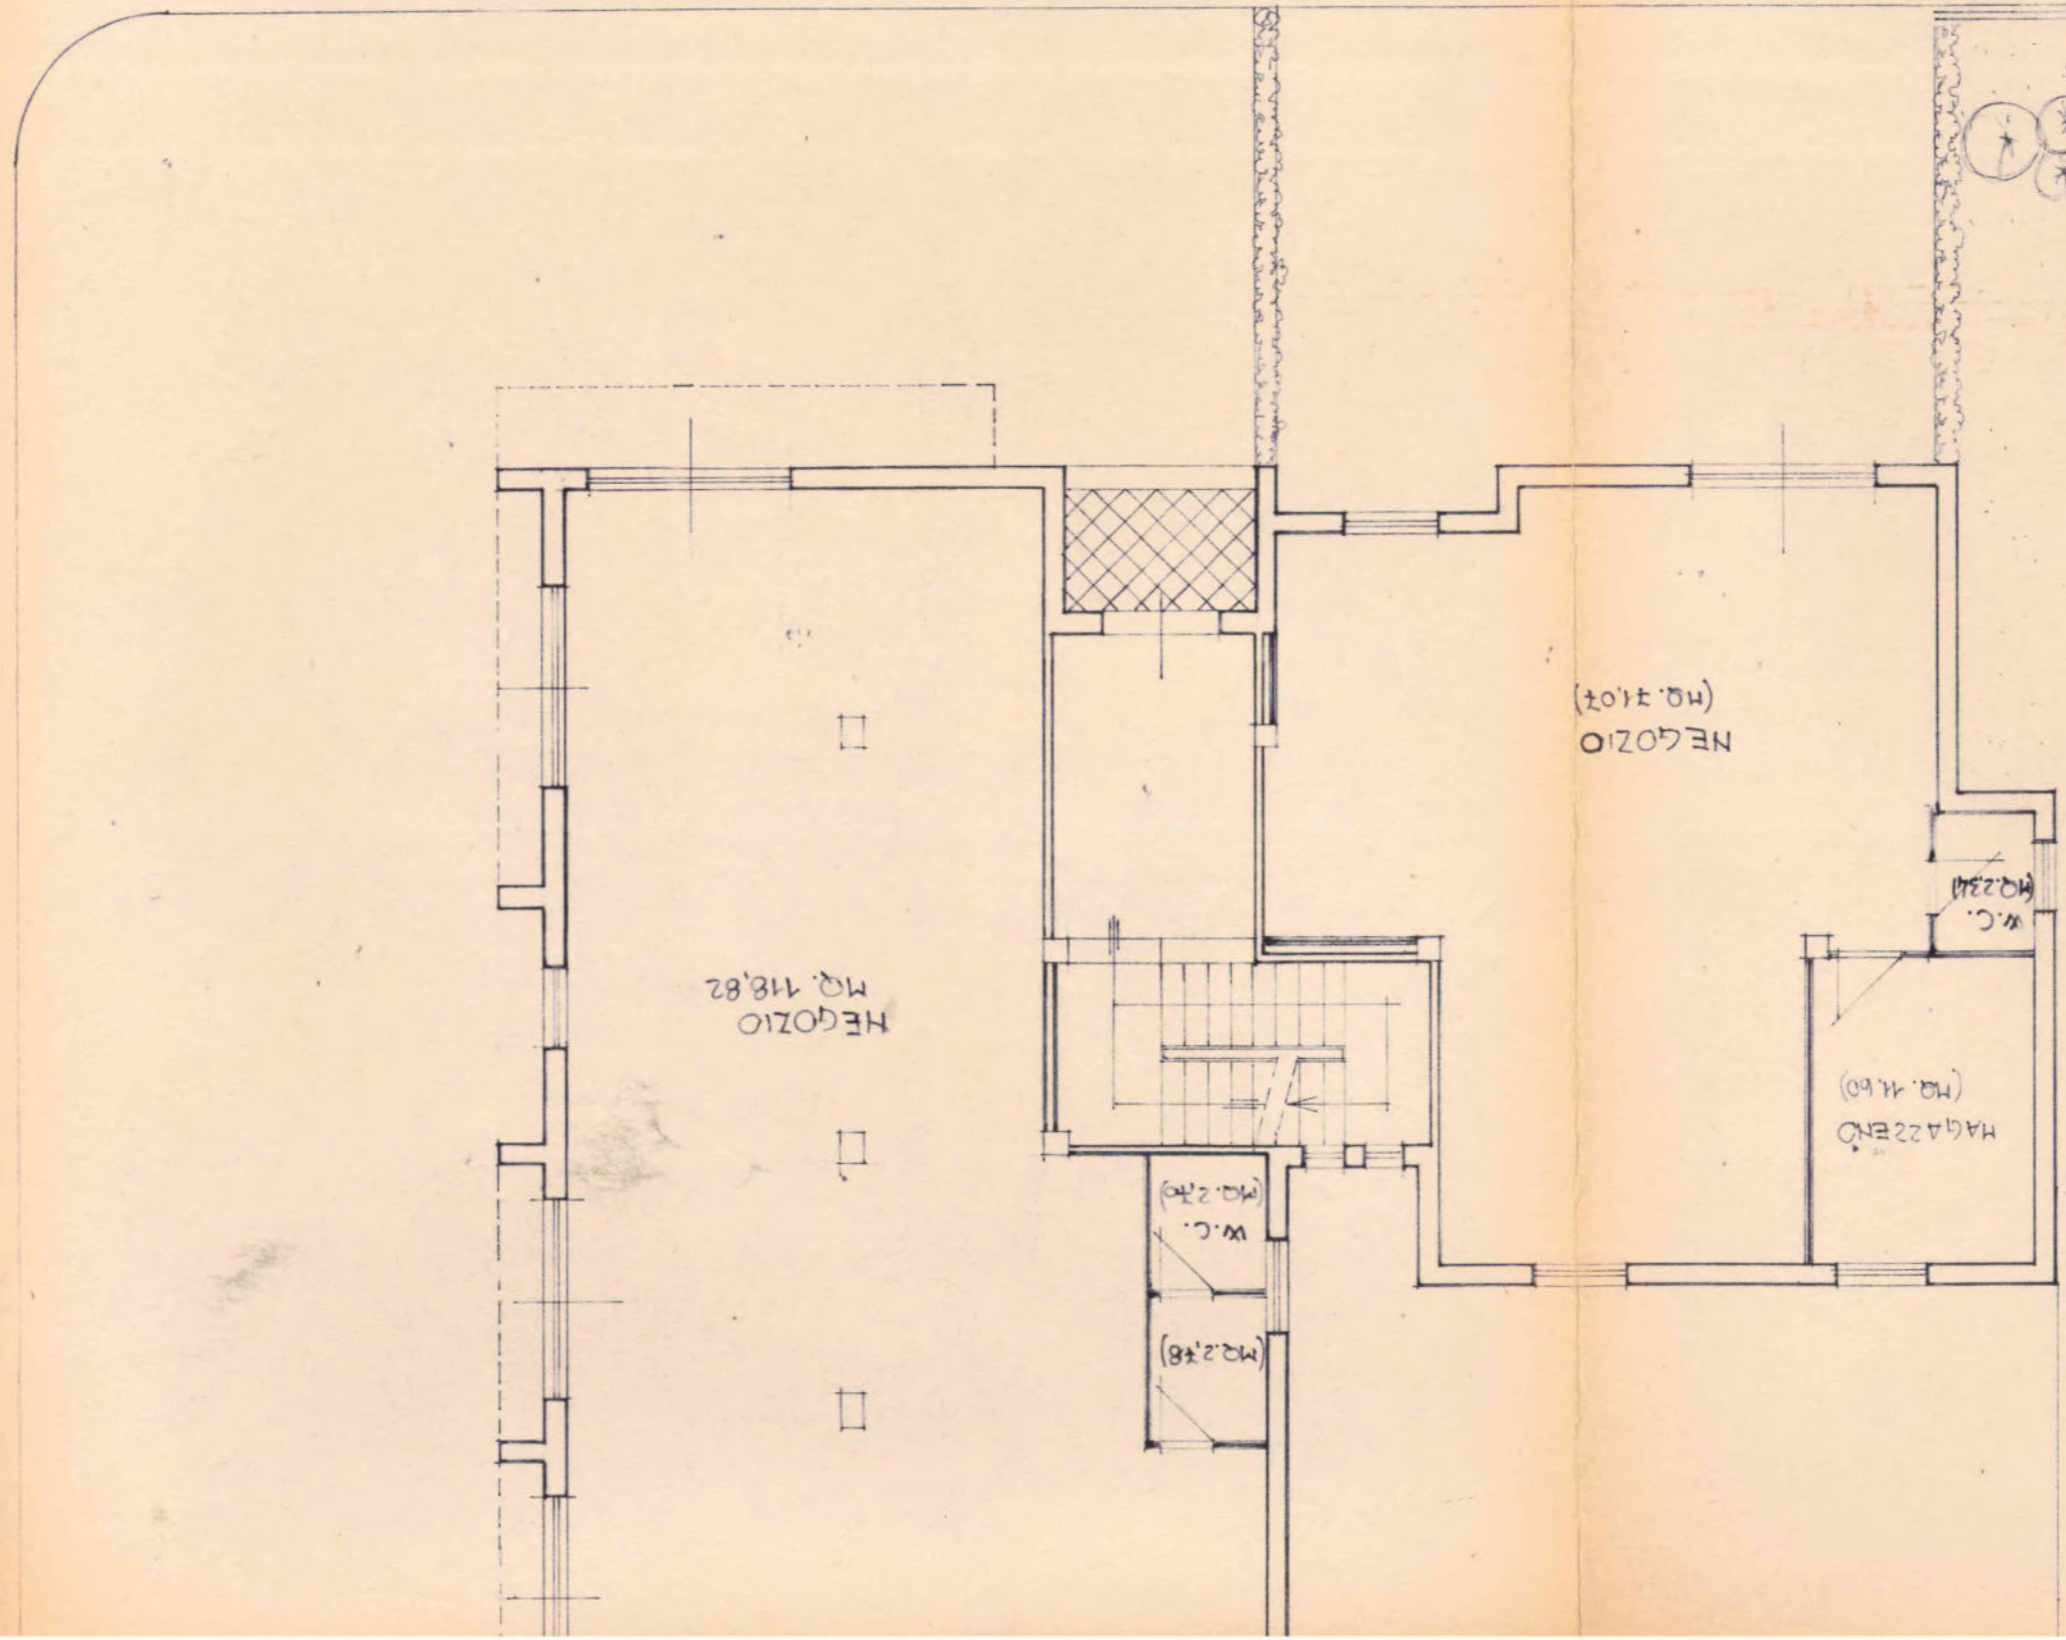 MAGAZZENO
(MQ. 11,60)
W.C.
(MQ. 2,34)
NEGOZIO
(MQ. 71,07)
(MQ. 2,78)
W.C.
(MQ. 2,70)
NEGOZIO
MQ. 118,82